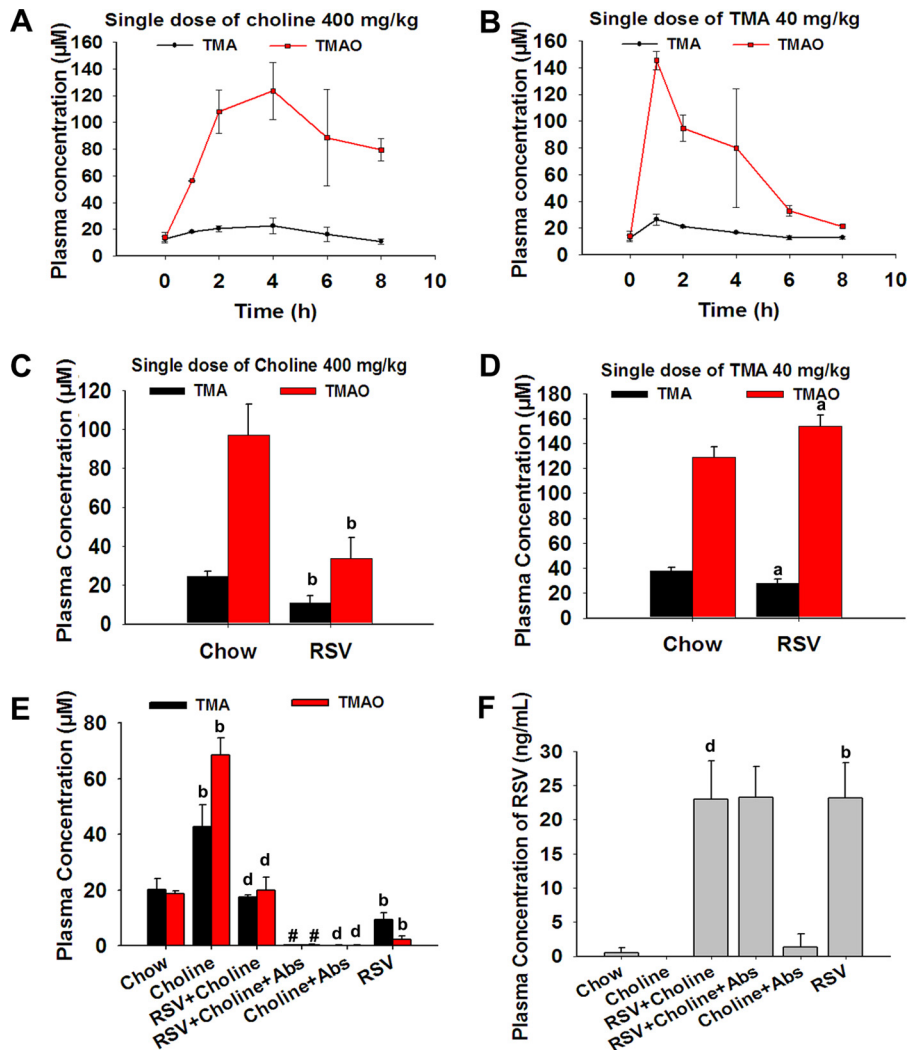 A
Single dose of choline 400 mg/kg
TMA
TMAO
Plasma concentration (µM)
160
140
120
100
80
60
40
20
0
0
2
4
6
8
10
Time (h)
B
Single dose of TMA 40 mg/kg
TMA
TMAO
Plasma concentration (µM)
160
140
120
100
80
60
40
20
0
0
2
4
6
8
10
Time (h)
C
Single dose of Choline 400 mg/kg
TMA
TMAO
Plasma Concentration (µM)
120
100
80
60
40
20
0
b
b
Chow
RSV
D
Single dose of TMA 40 mg/kg
TMA
TMAO
Plasma Concentration (µM)
180
160
140
120
100
80
60
40
20
0
a
a
Chow
RSV
E
TMA
TMAO
Plasma Concentration (µM)
80
60
40
20
0
b
b
d
d
#
#
d
d
b
b
Chow
Choline
RSV+Choline
RSV+Choline+Abs
Choline+Abs
RSV
F
Plasma Concentration of RSV (ng/mL)
30
25
20
15
10
5
0
d
b
Chow
Choline
RSV+Choline
RSV+Choline+Abs
Choline+Abs
RSV